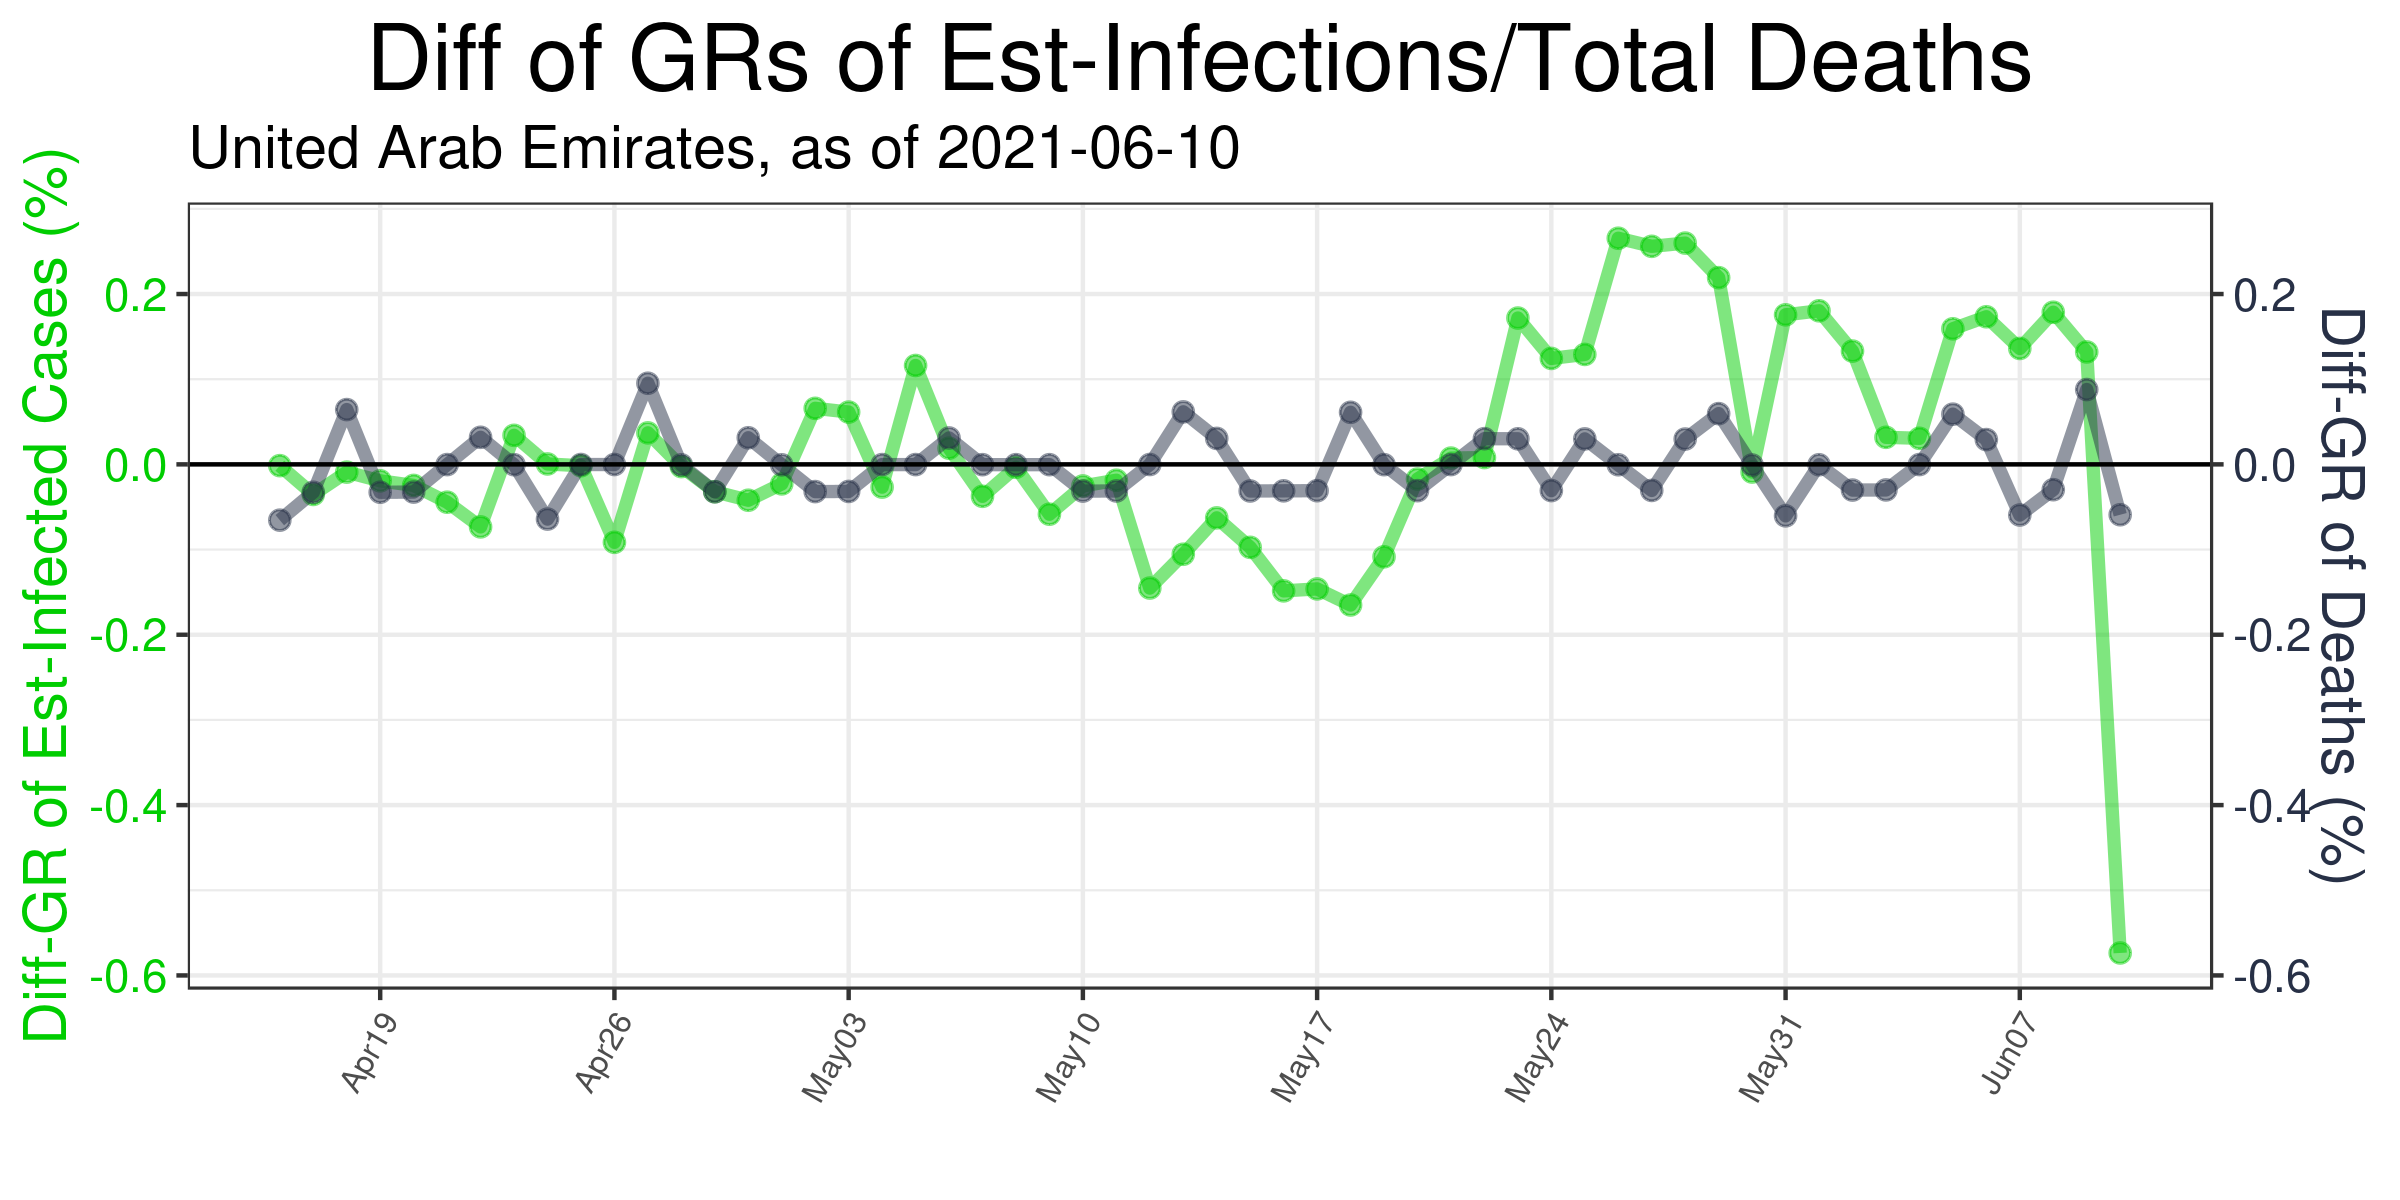 Diff of GRs of Est-Infections/Total Deaths
United Arab Emirates, as of 2021-06-10
Diff-GR of Est-Infected Cases (%)
0.2
0.0
-0.2
-0.4
-0.6
0.2
0.0
-0.2
-0.4
-0.6
Diff-GR of Deaths (%)
Apr19
Apr26
May03
May10
May17
May24
May31
Jun07